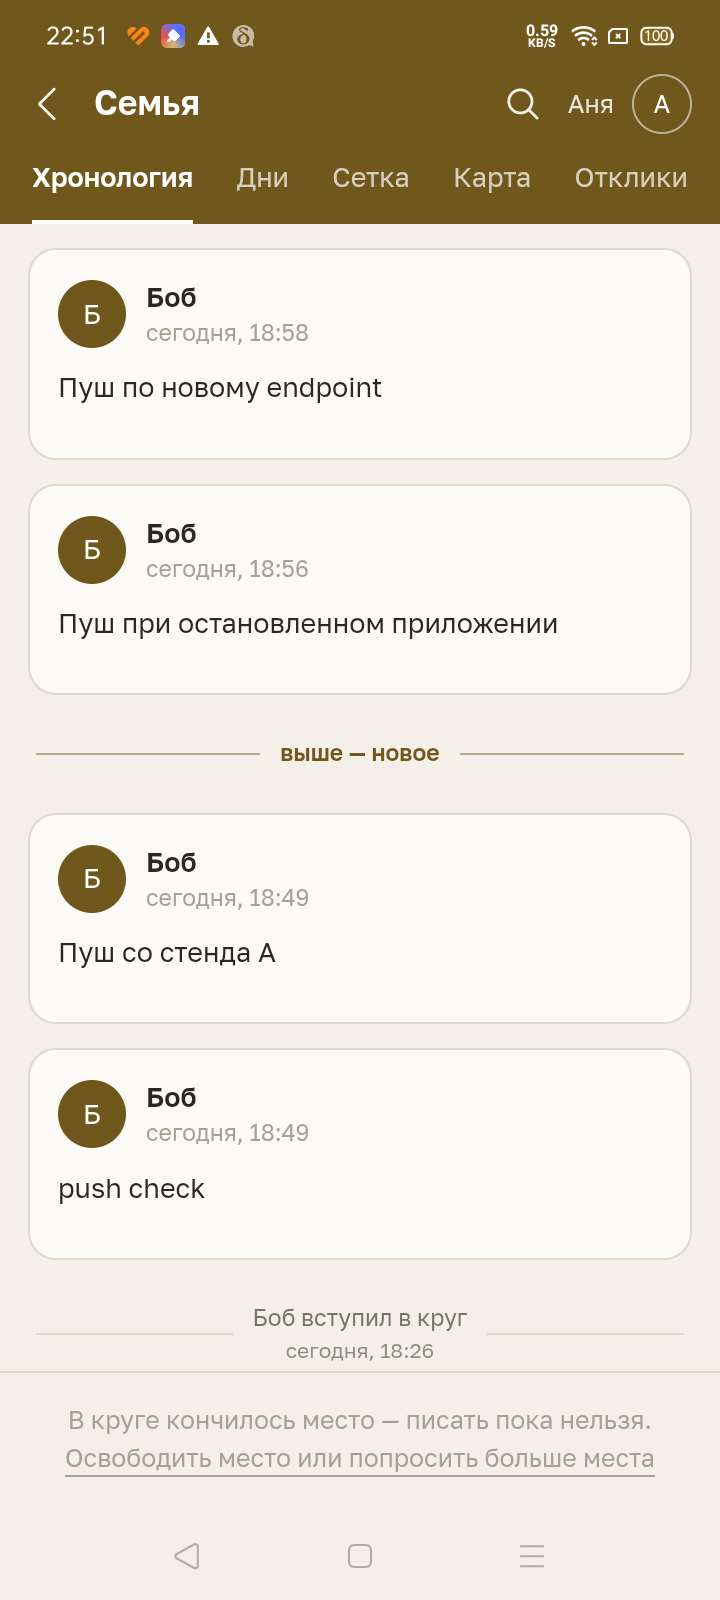 22:51
0.59
KB/S
100
Семья
Аня
А
Хронология
Дни
Сетка
Карта
Отклики
Б
Боб
сегодня, 18:58
Пуш по новому endpoint
Б
Боб
сегодня, 18:56
Пуш при остановленном приложении
выше — новое
Б
Боб
сегодня, 18:49
Пуш со стенда А
Б
Боб
сегодня, 18:49
push check
Боб вступил в круг
сегодня, 18:26
В круге кончилось место — писать пока нельзя.
Освободить место или попросить больше места